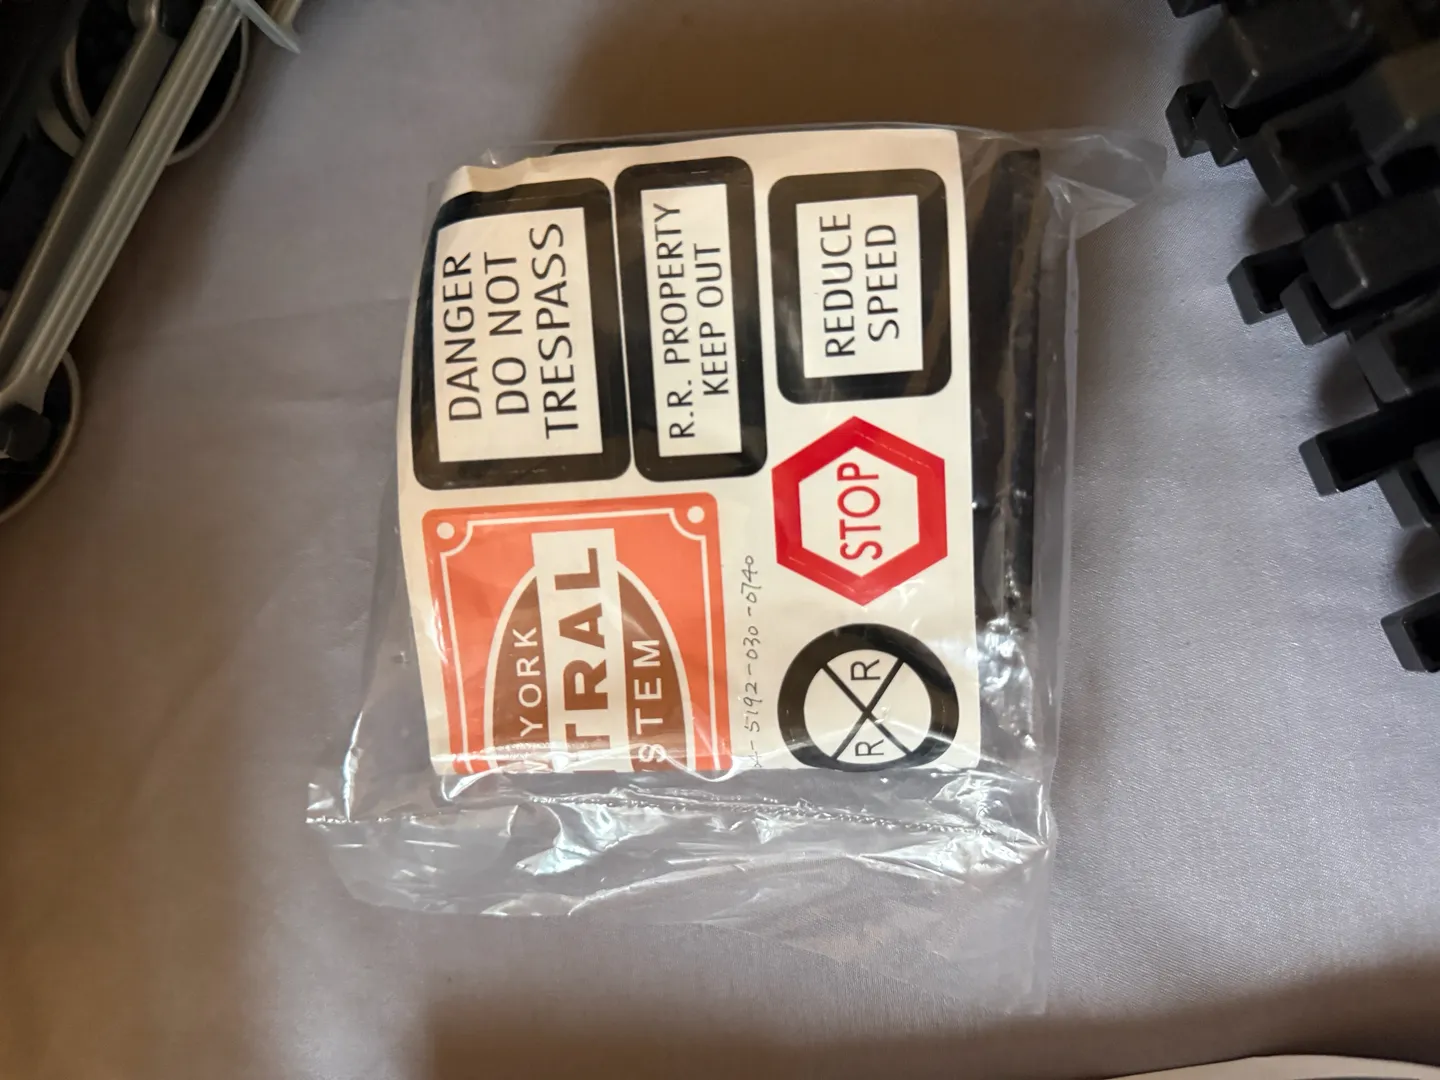 DANGER
DO NOT
TRESPASS
R.R. PROPERTY
KEEP OUT
REDUCE
SPEED
YORK
TRAL
STEM
STOP
-5192-030-0740
R R